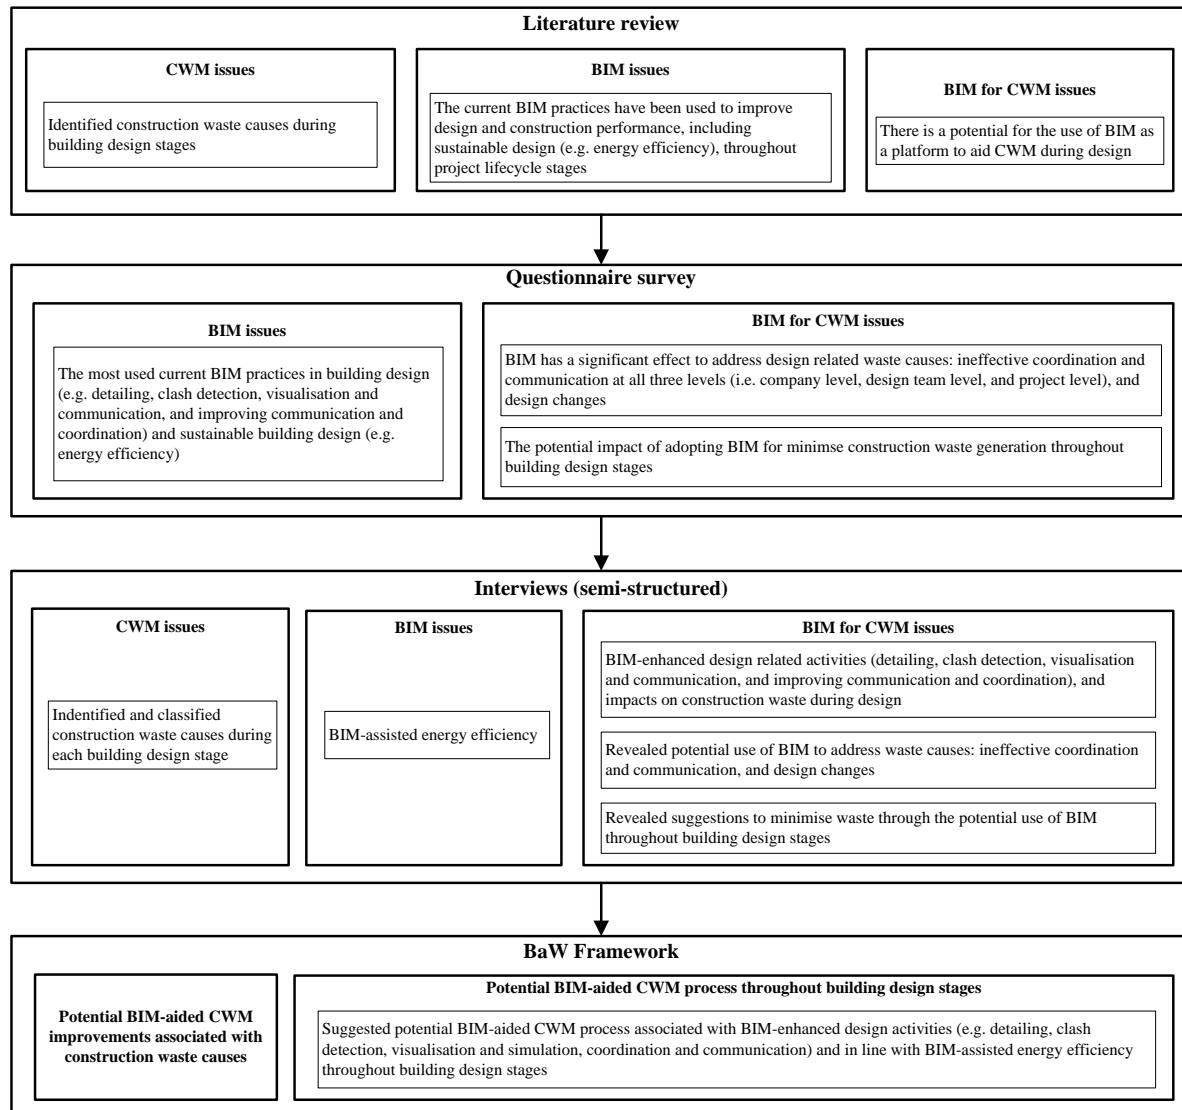 Literature review
CWM issues
Identified construction waste causes during
building design stages
BIM issues
The current BIM practices have been used to improve
design and construction performance, including
sustainable design (e.g. energy efficiency), throughout
project lifecycle stages
BIM for CWM issues
There is a potential for the use of BIM as
a platform to aid CWM during design
Questionnaire survey
BIM issues
The most used current BIM practices in building design
(e.g. detailing, clash detection, visualisation and
communication, and improving communication and
coordination) and sustainable building design (e.g.
energy efficiency)
BIM for CWM issues
BIM has a significant effect to address design related waste causes: ineffective coordination and
communication at all three levels (i.e. company level, design team level, and project level), and
design changes
The potential impact of adopting BIM for minimse construction waste generation throughout
building design stages
Interviews (semi-structured)
CWM issues
Indentified and classified
construction waste causes during
each building design stage
BIM issues
BIM-assisted energy efficiency
BIM for CWM issues
BIM-enhanced design related activities (detailing, clash detection, visualisation
and communication, and improving communication and coordination), and
impacts on construction waste during design
Revealed potential use of BIM to address waste causes: ineffective coordination
and communication, and design changes
Revealed suggestions to minimise waste through the potential use of BIM
throughout building design stages
BaW Framework
Potential BIM-aided CWM
improvements associated with
construction waste causes
Potential BIM-aided CWM process throughout building design stages
Suggested potential BIM-aided CWM process associated with BIM-enhanced design activities (e.g. detailing, clash
detection, visualisation and simulation, coordination and communication) and in line with BIM-assisted energy efficiency
throughout building design stages